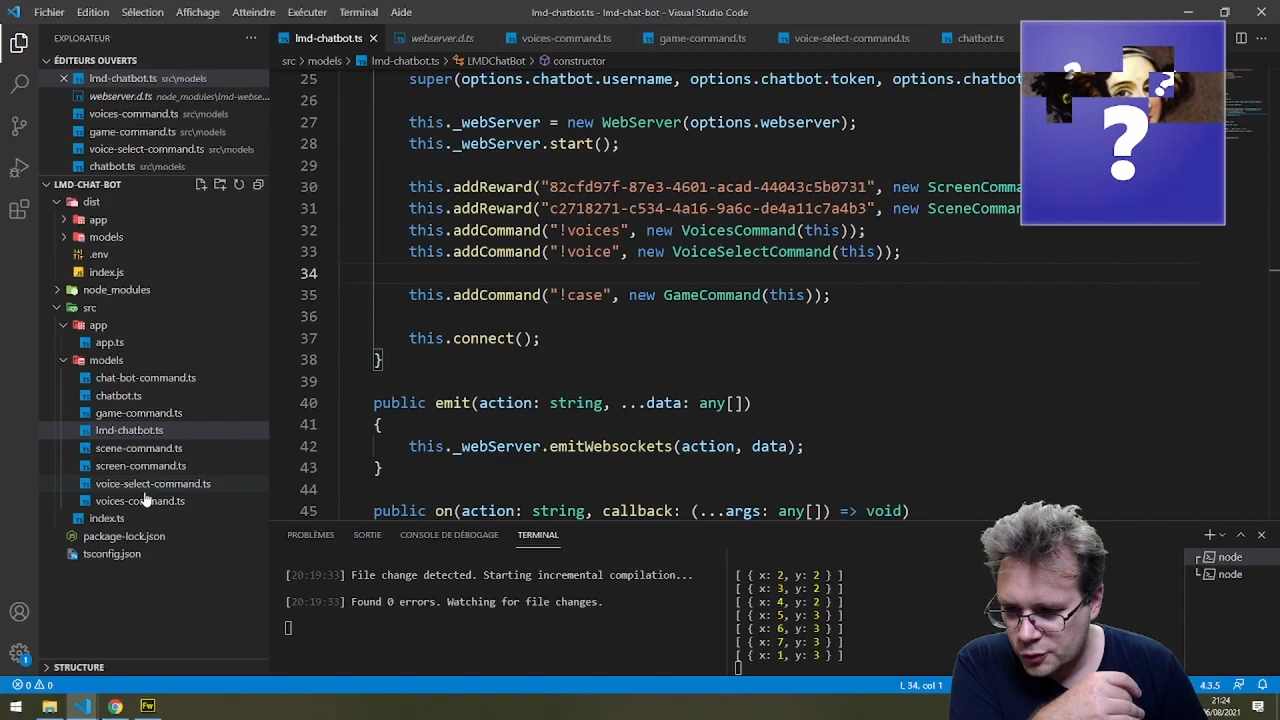 Édition
Sélection
Affichage
Atteindre
Exécuter
Terminal
Aide
lmd-chatbot.ts - lmd-chat-bot - Visual Studio Code
EXPLORATEUR
ÉDITEURS OUVERTS
lmd-chatbot.ts src\models
webserver.d.ts node_modules\lmd-webse...
voices-command.ts src\models
game-command.ts src\models
voice-select-command.ts src\models
chatbot.ts src\models
LMD-CHAT-BOT
dist
app
models
.env
index.js
node_modules
src
app
app.ts
models
chat-bot-command.ts
chatbot.ts
game-command.ts
lmd-chatbot.ts
scene-command.ts
screen-command.ts
voice-select-command.ts
voices-command.ts
index.ts
package-lock.json
tsconfig.json
STRUCTURE
lmd-chatbot.ts
webserver.d.ts
voices-command.ts
game-command.ts
voice-select-command.ts
chatbot.ts
src > models > lmd-chatbot.ts > LMDChatBot > constructor
25 super(options.chatbot.username, options.chatbot.token, options.chatbot
26
27 this._webServer = new WebServer(options.webserver);
28 this._webServer.start();
29
30 this.addReward("82cfd97f-87e3-4601-acad-44043c5b0731", new ScreenComma
31 this.addReward("c2718271-c534-4a16-9a6c-de4a11c7a4b3", new SceneComman
32 this.addCommand("!voices", new VoicesCommand(this));
33 this.addCommand("!voice", new VoiceSelectCommand(this));
34
35 this.addCommand("!case", new GameCommand(this));
36
37 this.connect();
38 }
39
40 public emit(action: string, ...data: any[])
41 {
42 this._webServer.emitWebsockets(action, data);
43 }
44
45 public on(action: string, callback: (...args: any[]) => void)
? ? ?
PROBLÈMES
SORTIE
CONSOLE DE DÉBOGAGE
TERMINAL
[20:19:33] File change detected. Starting incremental compilation...
[20:19:33] Found 0 errors. Watching for file changes.
[ { x: 2, y: 2 } ]
[ { x: 3, y: 2 } ]
[ { x: 4, y: 2 } ]
[ { x: 5, y: 3 } ]
[ { x: 6, y: 3 } ]
[ { x: 7, y: 3 } ]
[ { x: 1, y: 3 } ]
node
node
1
0 0
L 34, col 1
4.3.5
Fw
21:24
06/08/2021